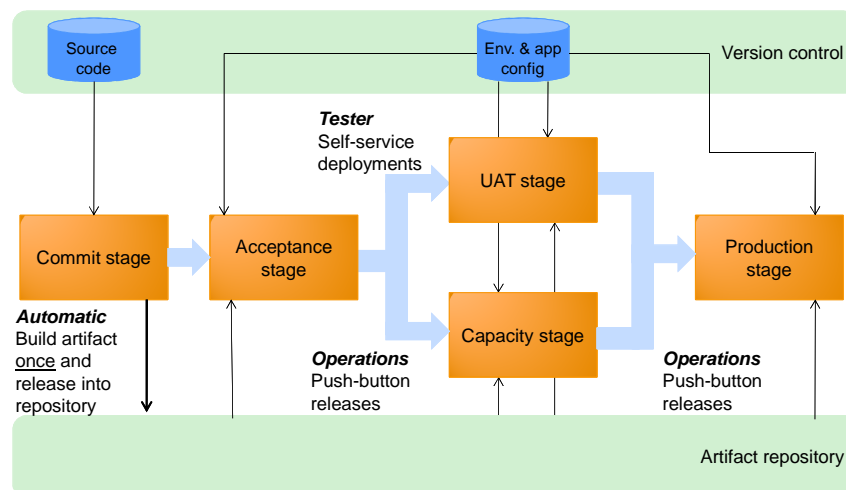 Source
code
Env. & app
config
Version control
Tester
Self-service
deployments
UAT stage
Commit stage
Acceptance
stage
Production
stage
Capacity stage
Automatic
Build artifact
once and
release into
repository
Operations
Push-button
releases
Operations
Push-button
releases
Artifact repository